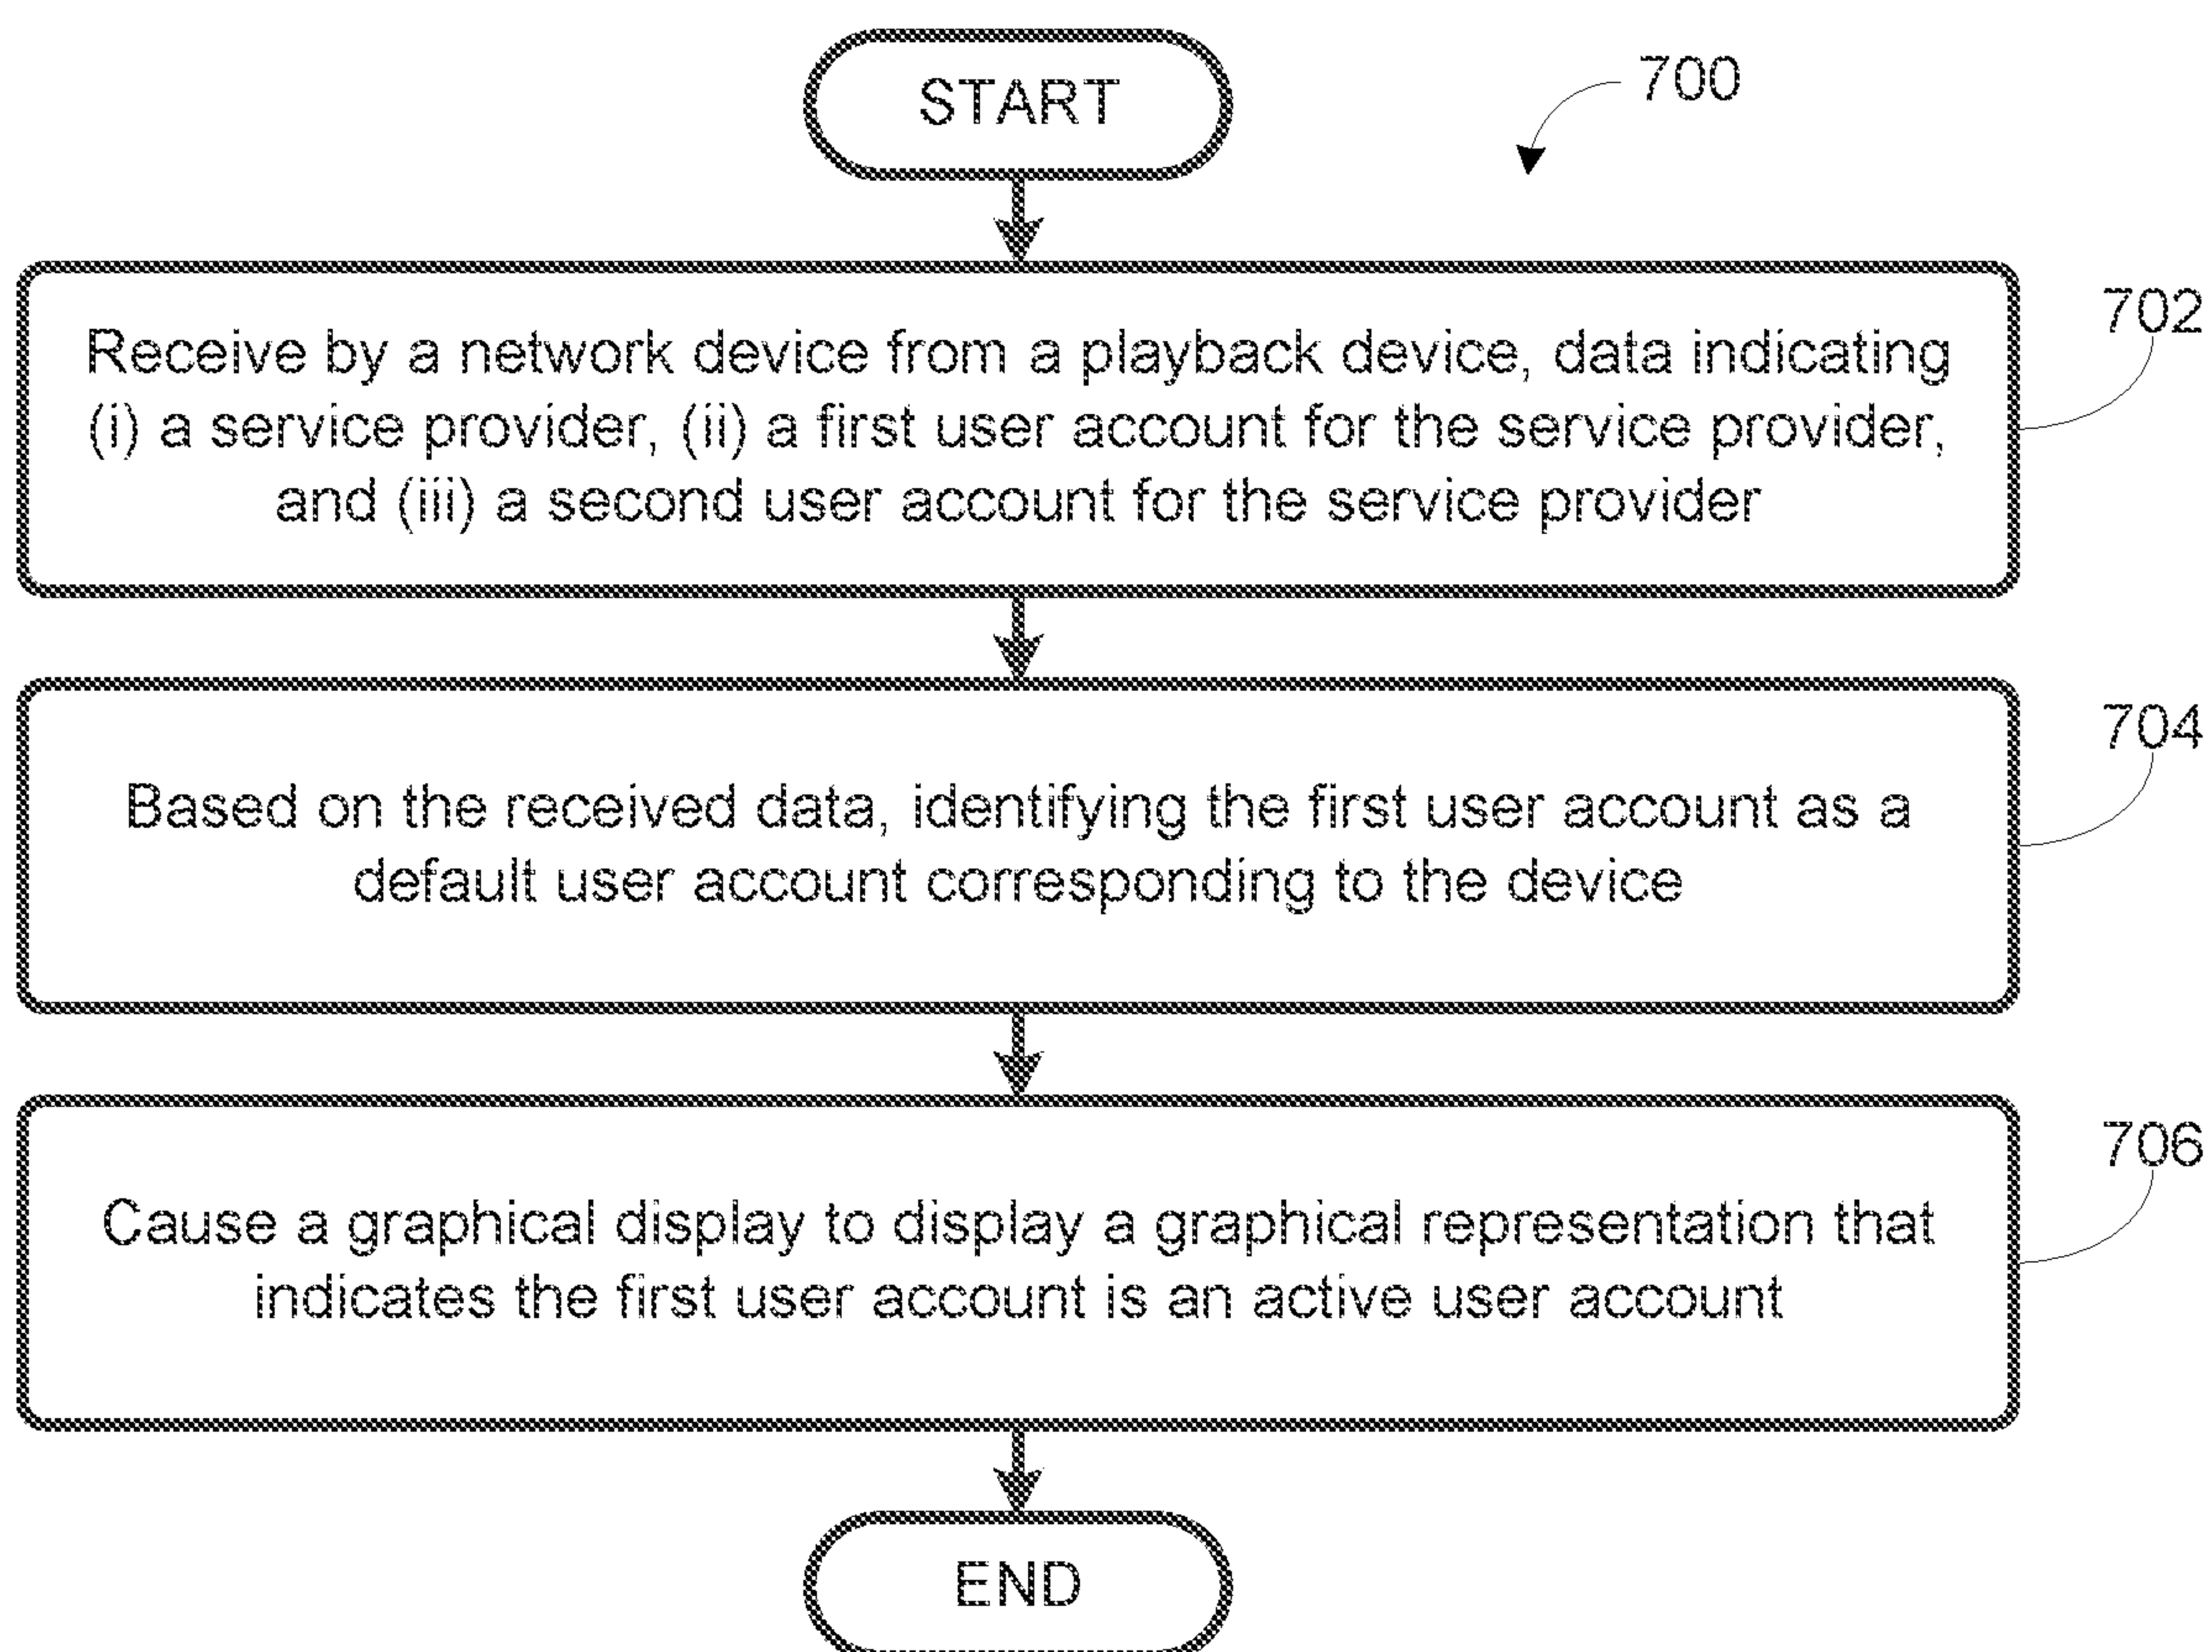 START
700
Receive by a network device from a playback device, data indicating
(i) a service provider, (ii) a first user account for the service provider,
and (iii) a second user account for the service provider
702
Based on the received data, identifying the first user account as a
default user account corresponding to the device
704
Cause a graphical display to display a graphical representation that
indicates the first user account is an active user account
706
END